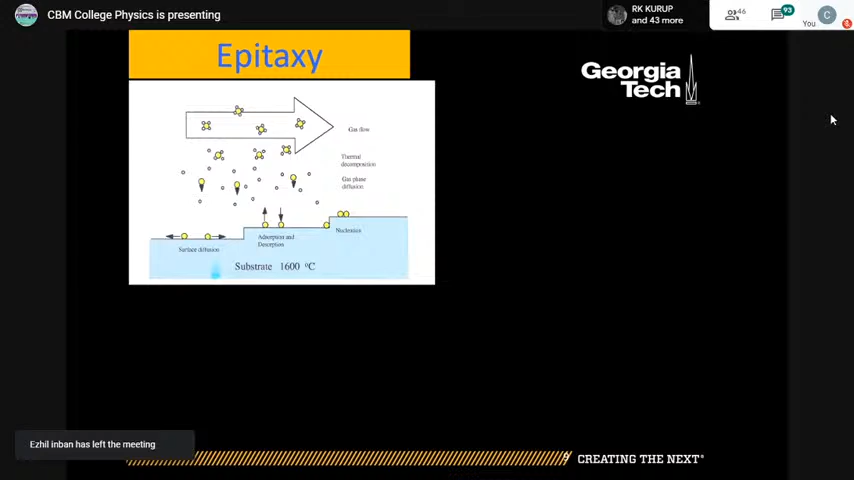 CBM College Physics is presenting
RK KURUP
and 43 more
46
93
You
C
Epitaxy
Georgia
Tech
Gas flow
Thermal
decomposition
Gas plane
diffusion
Nucleation
Adsorption and
Desorption
Surface diffusion
Substrate 1600 °C
Ezhil inban has left the meeting
9
CREATING THE NEXT®